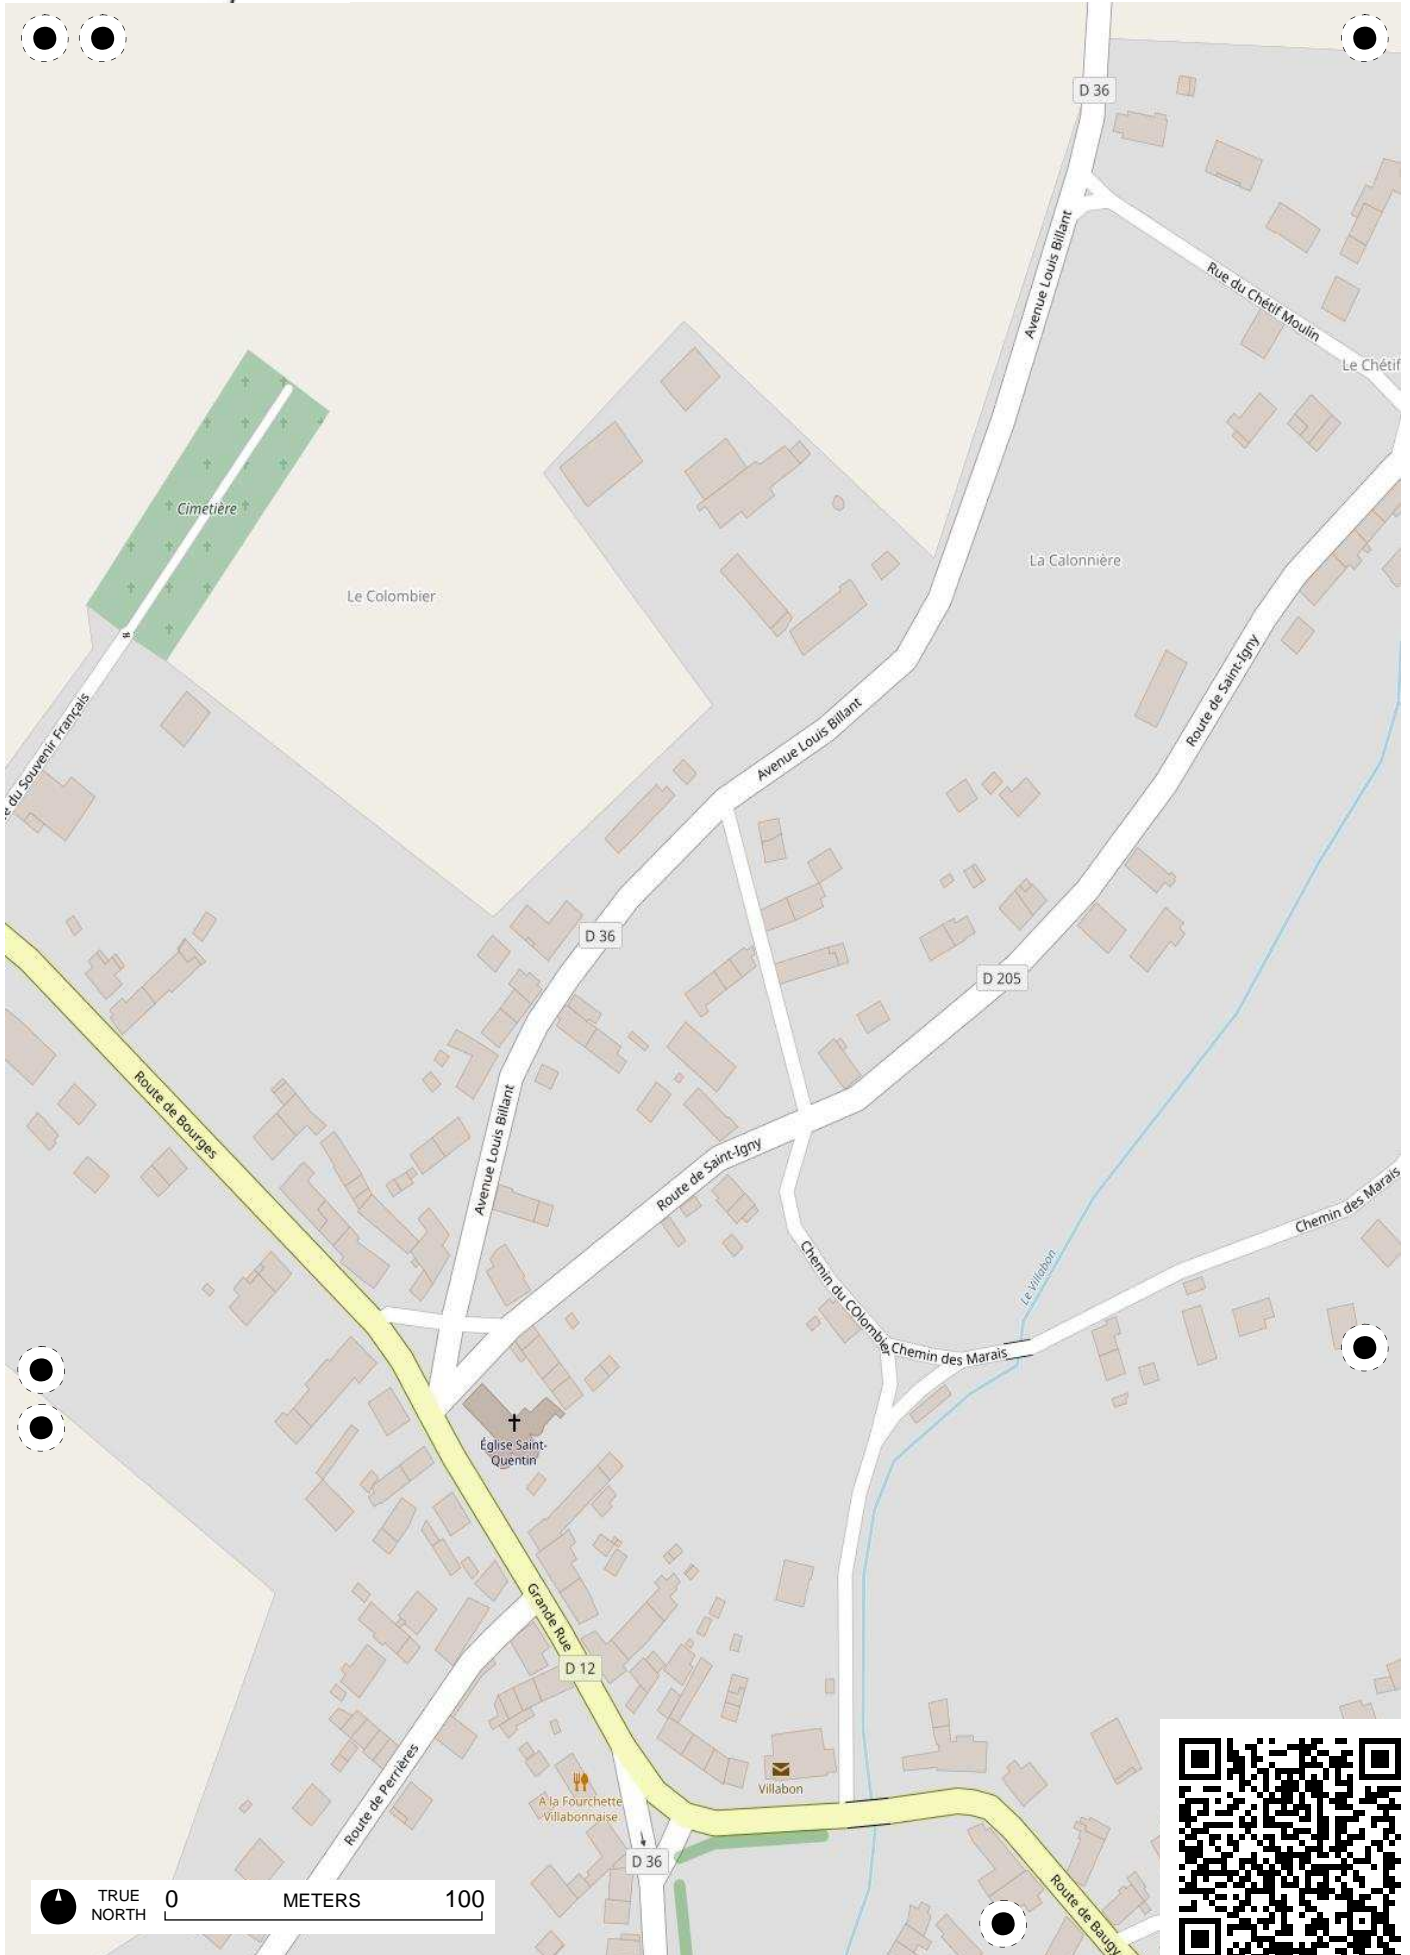 D 36
Avenue Louis Billant
Rue du Chétif Moulin
Le Chétif
Cimetière
La Calonnière
Le Colombier
Route de Saint-Igny
du Souvenir Français
Avenue Louis Billant
D 36
D 205
Route de Bourges
Avenue Louis Billant
Route de Saint-Igny
Chemin des Marais
Chemin du COlombier
Le Villabon
Chemin des Marais
Église Saint-
Quentin
Grande Rue
D 12
Route de Perrières
Villabon
A la Fourchette
Villabonnaise
D 36
Route de Baugy
TRUE
NORTH
0 METERS 100